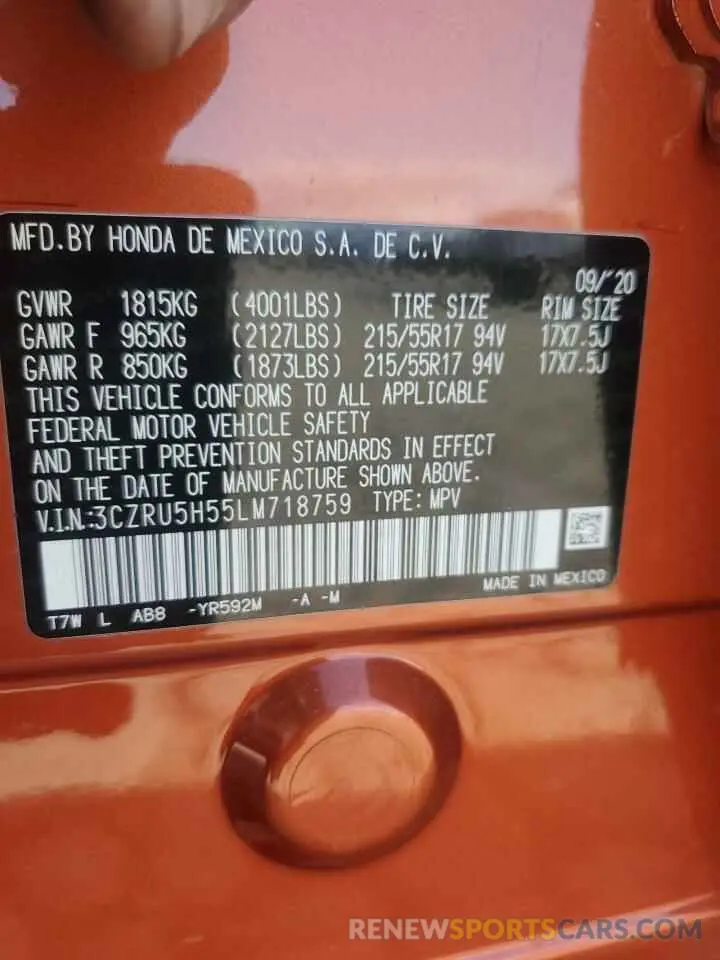 MFD.BY HONDA DE MEXICO S.A. DE C.V.
09/'20
GVWR 1815KG (4001LBS) TIRE SIZE RIM SIZE
GAWR F 965KG (2127LBS) 215/55R17 94V 17X7.5J
GAWR R 850KG (1873LBS) 215/55R17 94V 17X7.5J
THIS VEHICLE CONFORMS TO ALL APPLICABLE
FEDERAL MOTOR VEHICLE SAFETY
AND THEFT PREVENTION STANDARDS IN EFFECT
ON THE DATE OF MANUFACTURE SHOWN ABOVE.
V.I.N.:3CZRU5H55LM718759 TYPE: MPV
MADE IN MEXICO
T7W L AB8 -YR592M -A -M
RENEWSPORTSCARS.COM